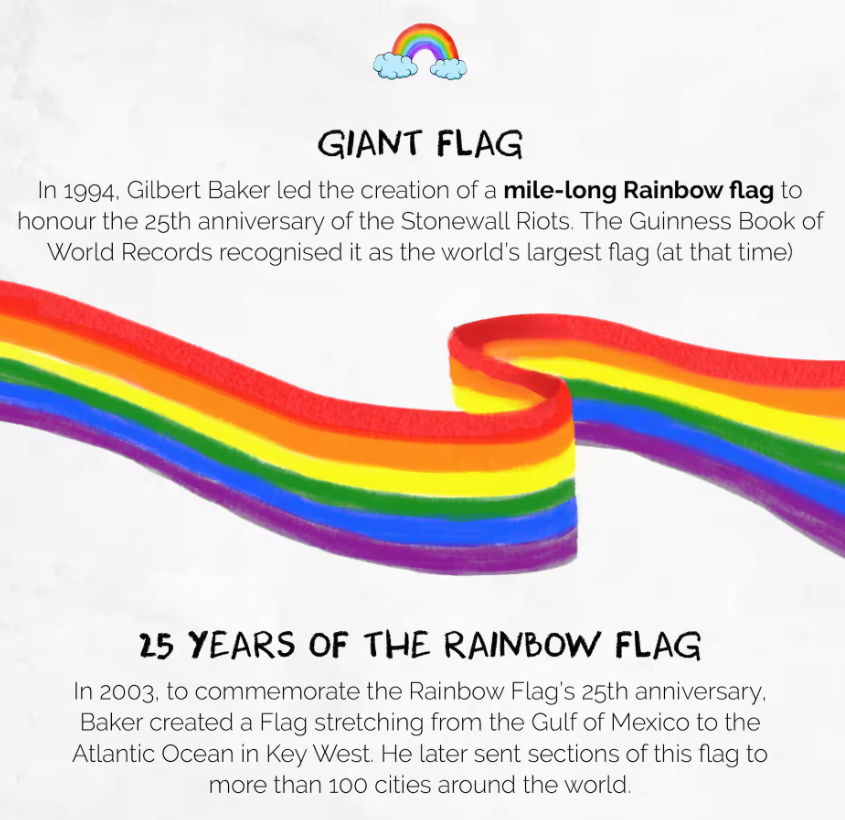 GIANT FLAG
In 1994, Gilbert Baker led the creation of a mile-long Rainbow flag to
honour the 25th anniversary of the Stonewall Riots. The Guinness Book of
World Records recognised it as the world's largest flag (at that time)
25 YEARS OF THE RAINBOW FLAG
In 2003, to commemorate the Rainbow Flag's 25th anniversary,
Baker created a Flag stretching from the Gulf of Mexico to the
Atlantic Ocean in Key West. He later sent sections of this flag to
more than 100 cities around the world.